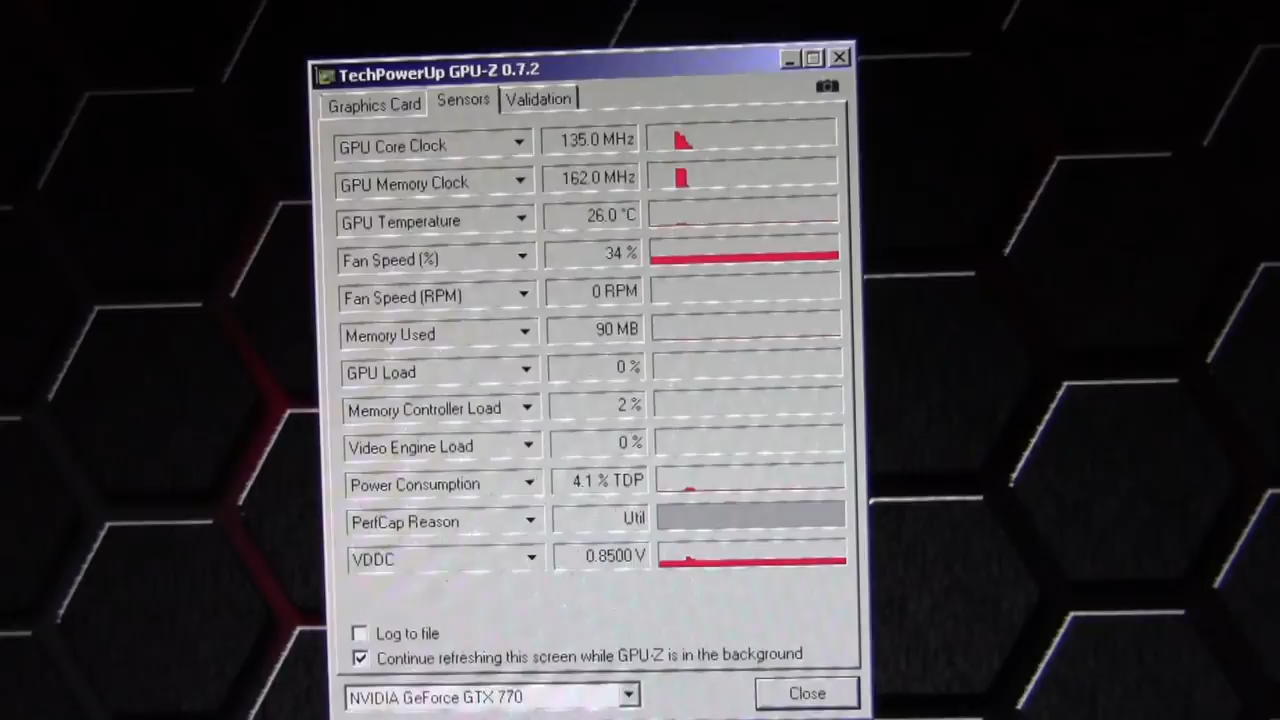 TechPowerUp GPU-Z 0.7.2
Graphics Card Sensors Validation
GPU Core Clock 135.0 MHz
GPU Memory Clock 162.0 MHz
GPU Temperature 26.0 °C
Fan Speed (%) 34 %
Fan Speed (RPM) 0 RPM
Memory Used 90 MB
GPU Load 0 %
Memory Controller Load 2 %
Video Engine Load 0 %
Power Consumption 4.1 % TDP
PerfCap Reason Util
VDDC 0.8500 V
Log to file
Continue refreshing this screen while GPU-Z is in the background
NVIDIA GeForce GTX 770 Close